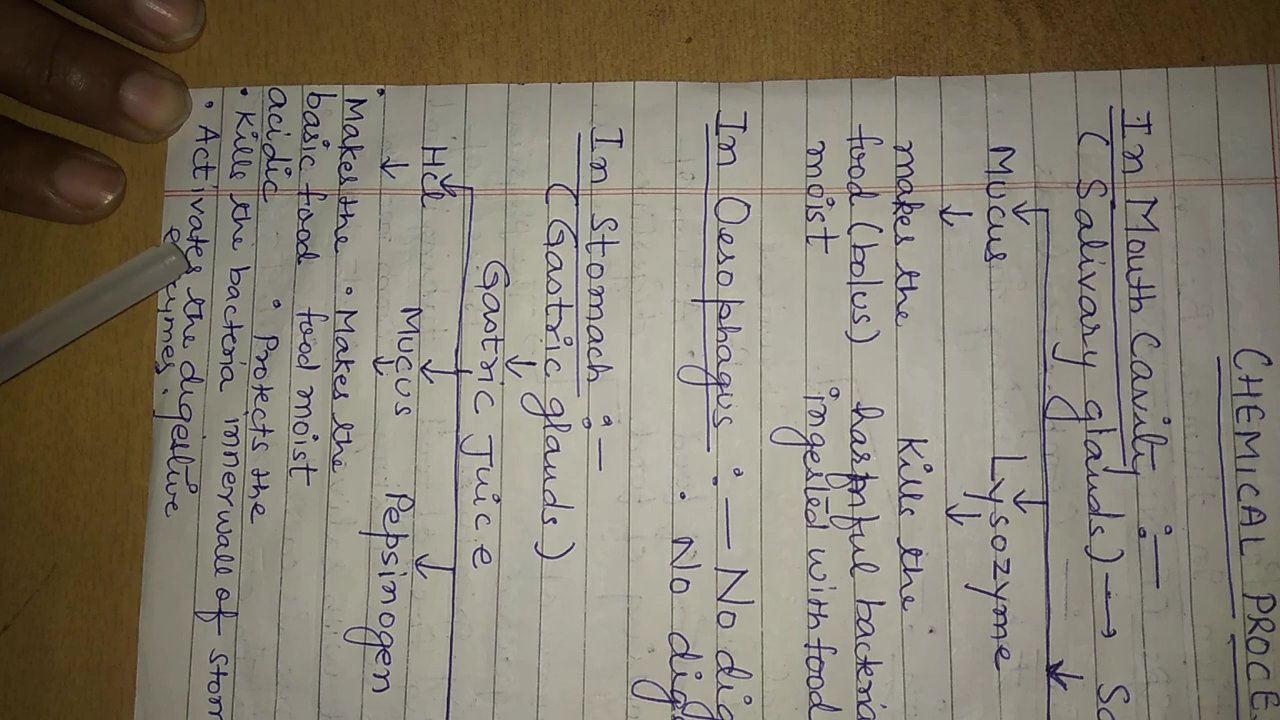 CHEMICAL PROCE
In Mouth Cavity :—
( Salivary glands) → Sa
Mucus Lysozyme
makes the Kills the
food (bolus) harmful bacteria
moist ingested with food
In Oesophagus :— No dig
. No dige
In Stomach :—
( Gastric glands)
Gastric Juice
Hcl Mucus Pepsinogen
• Makes the • Makes the
basic food food moist
acidic • Protects the
• Kills the bacteria innerwall of stom
• Activates the digestive
enzymes.